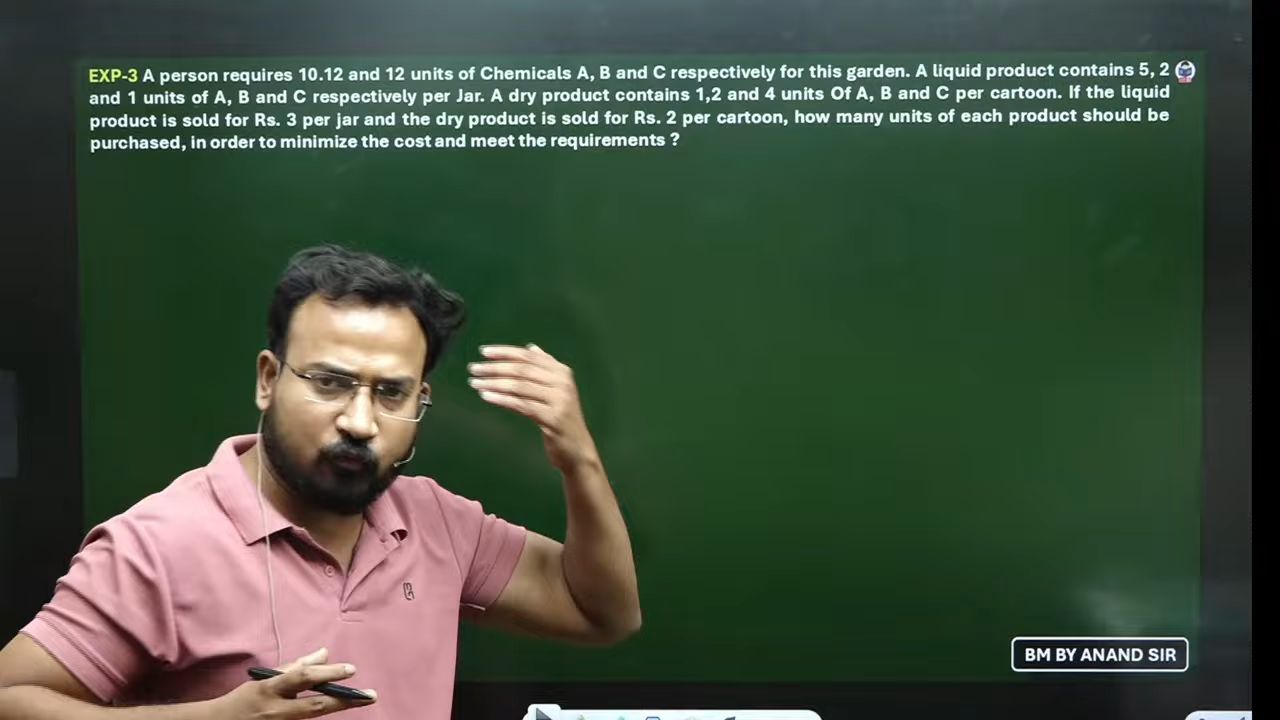 EXP-3 A person requires 10.12 and 12 units of Chemicals A, B and C respectively for this garden. A liquid product contains 5, 2
and 1 units of A, B and C respectively per Jar. A dry product contains 1,2 and 4 units Of A, B and C per cartoon. If the liquid
product is sold for Rs. 3 per jar and the dry product is sold for Rs. 2 per cartoon, how many units of each product should be
purchased, in order to minimize the cost and meet the requirements ?
BM BY ANAND SIR